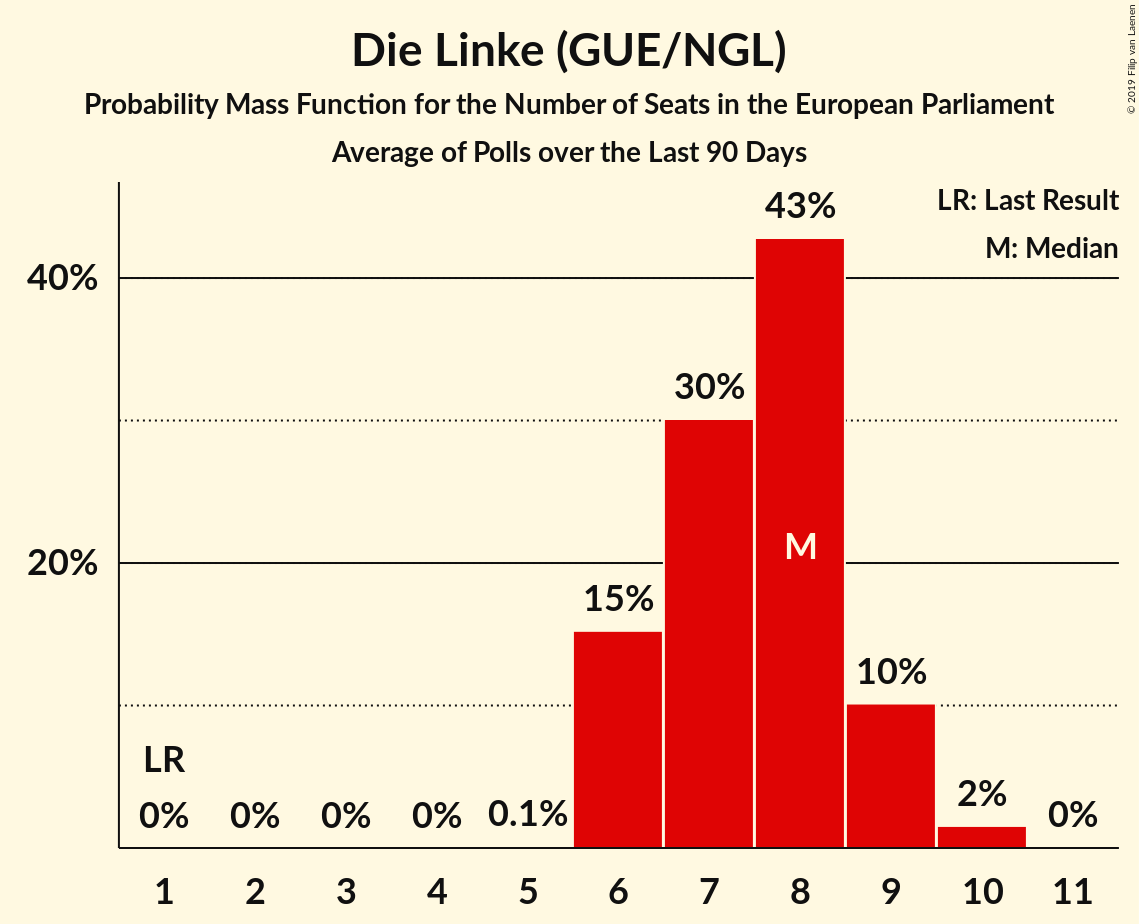 Die Linke (GUE/NGL)
Probability Mass Function for the Number of Seats in the European Parliament
Average of Polls over the Last 90 Days
© 2019 Filip van Laenen
LR: Last Result
M: Median
43%
40%
30%
M
20%
15%
10%
LR
2%
0% 0% 0% 0% 0.1% 0%
1 2 3 4 5 6 7 8 9 10 11